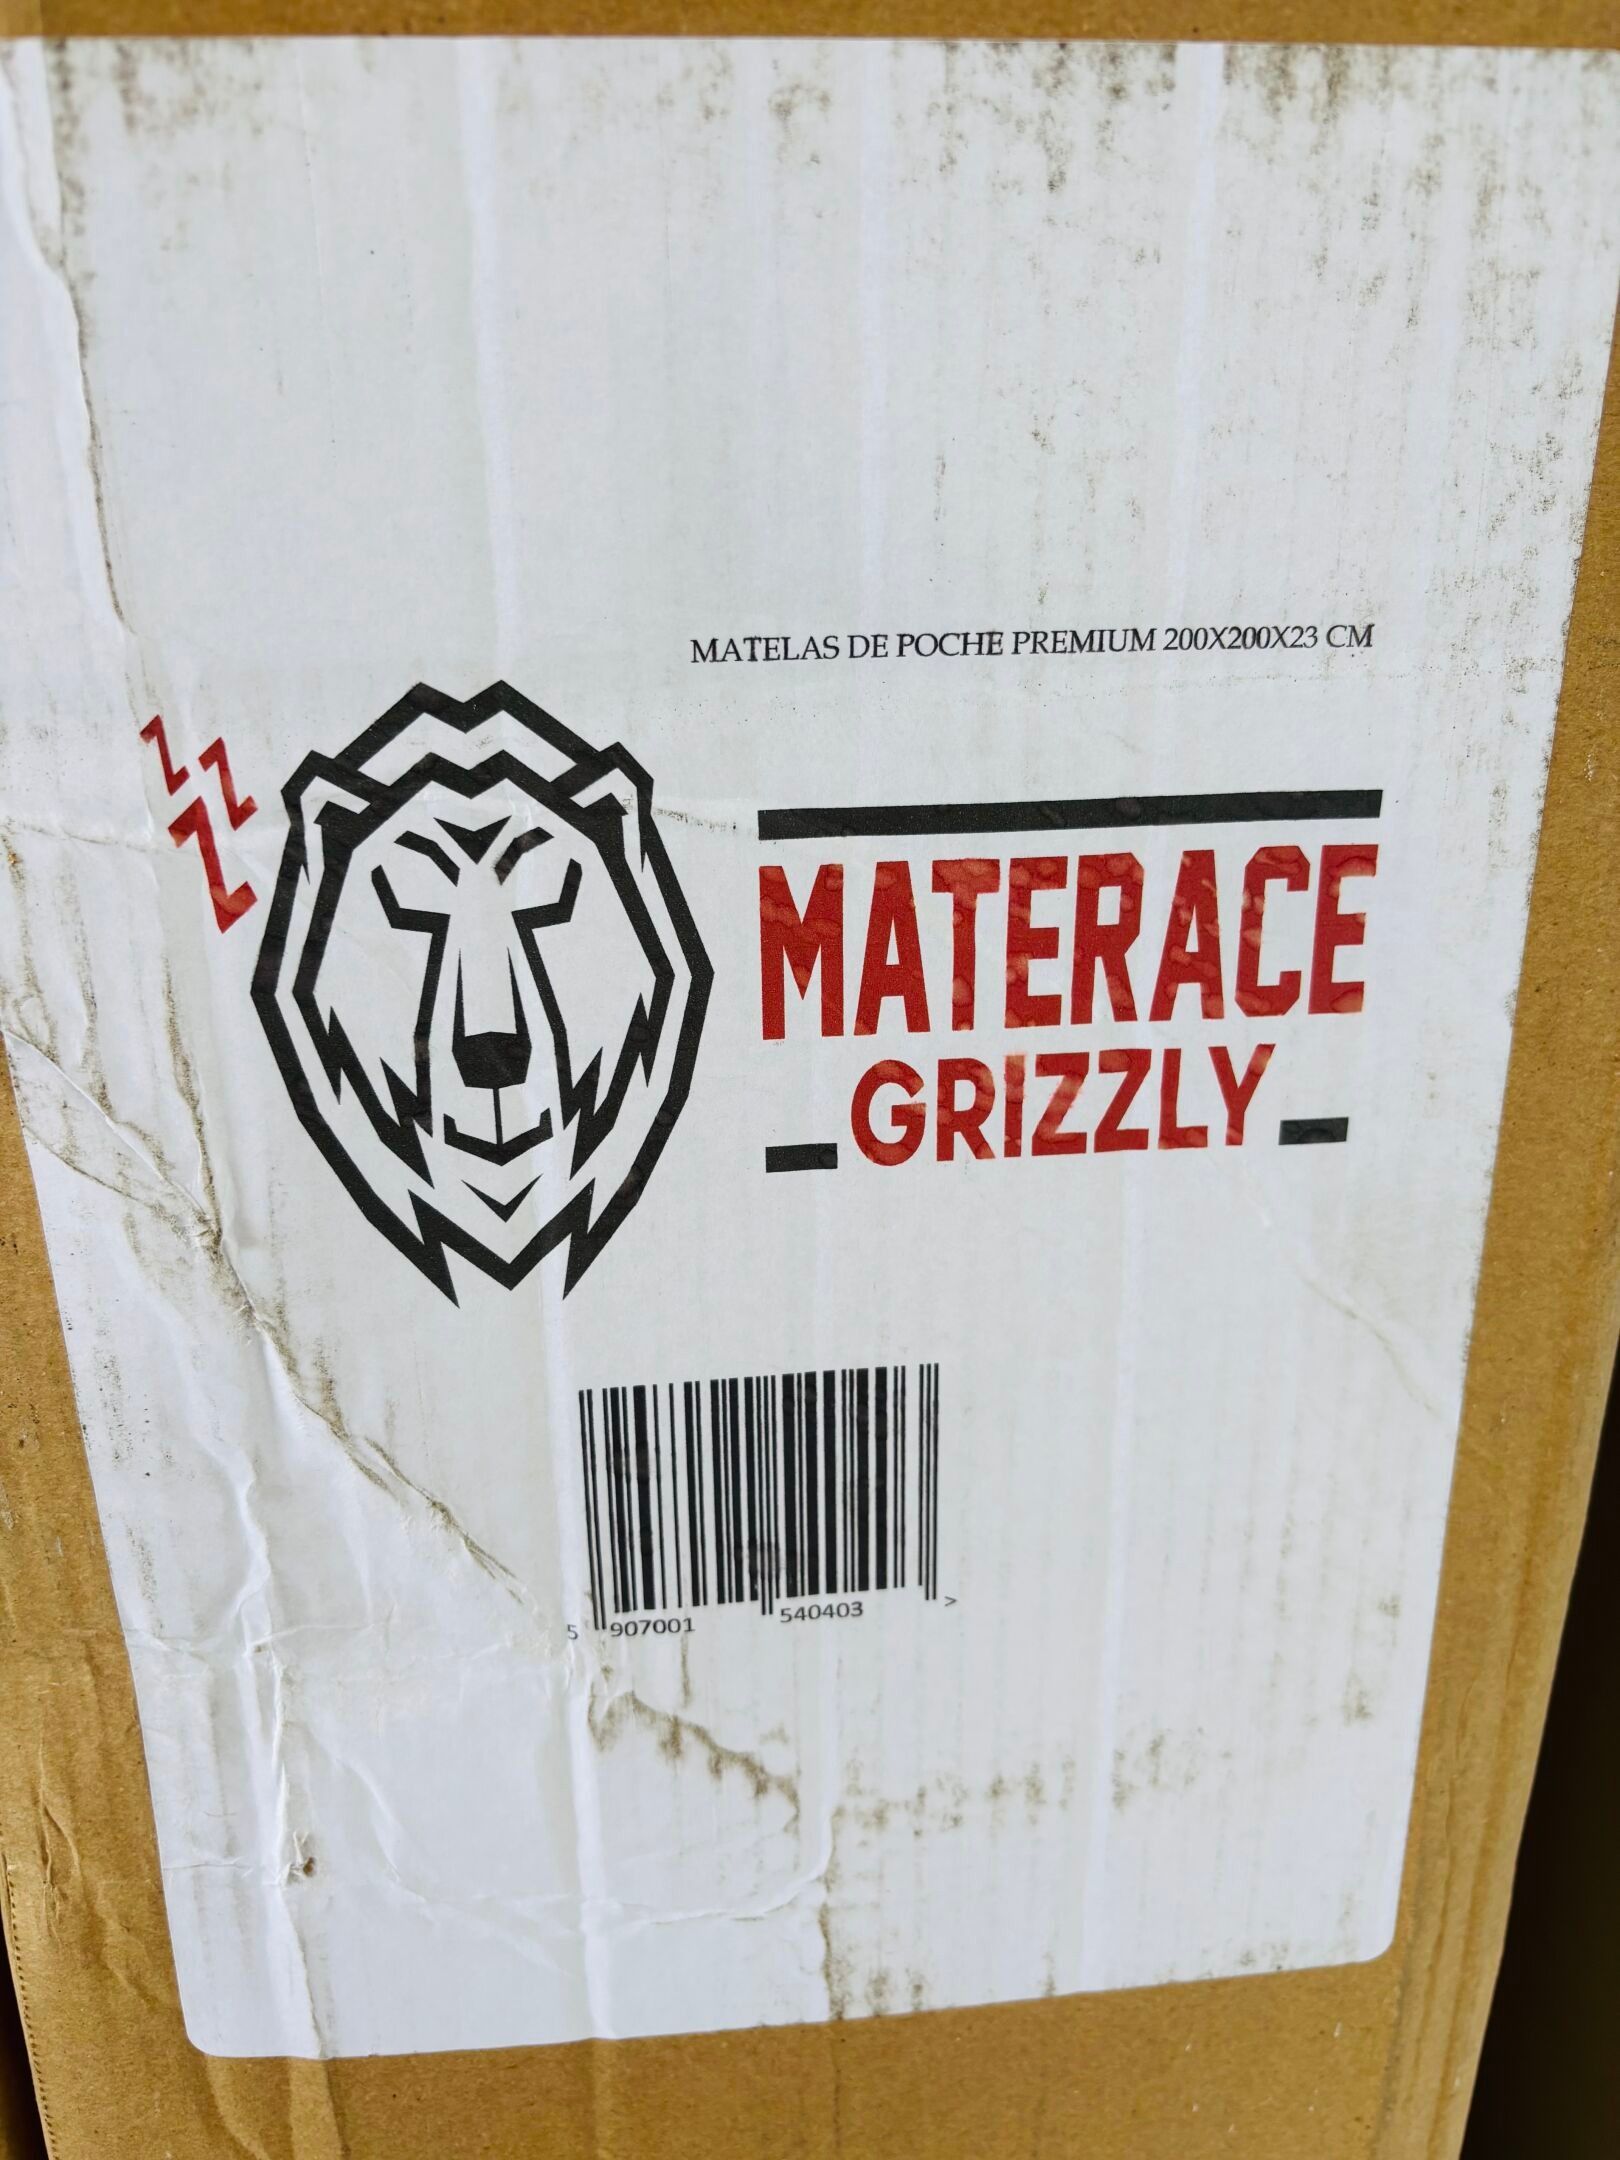 MATELAS DE POCHE PREMIUM 200X200X23 CM
Z
Z
Z
MATERACE
GRIZZLY
5 907001 540403 >